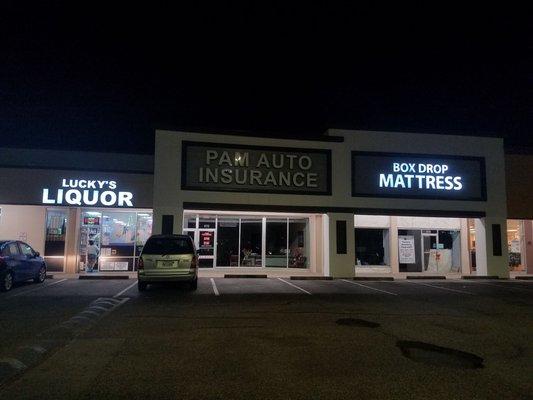 LUCKY'S
LIQUOR
PAM AUTO
INSURANCE
BOX DROP
MATTRESS